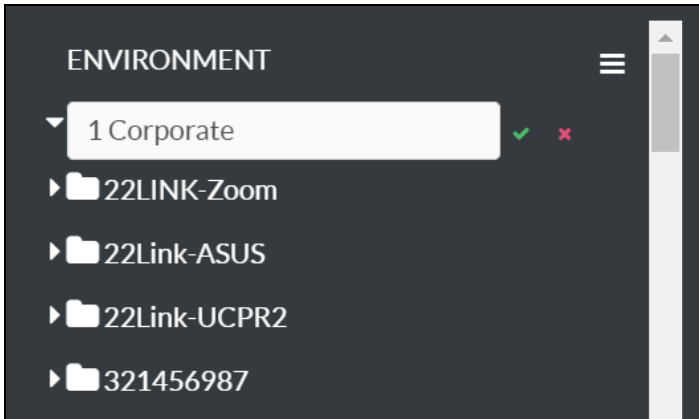 ENVIRONMENT
1 Corporate
22LINK-Zoom
22Link-ASUS
22Link-UCPR2
321456987